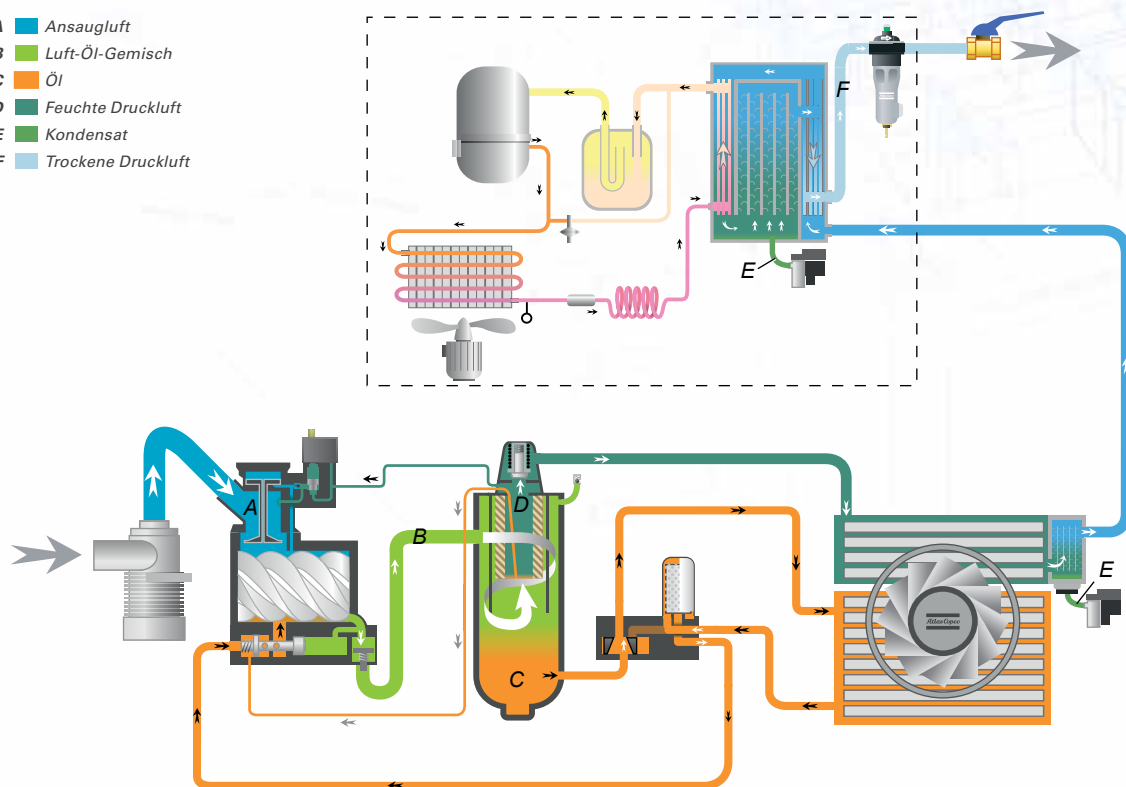 A Ansaugluft
B Luft-Öl-Gemisch
C Öl
D Feuchte Druckluft
E Kondensat
F Trockene Druckluft
F
E
A
B
D
C
E
Atlas Copco